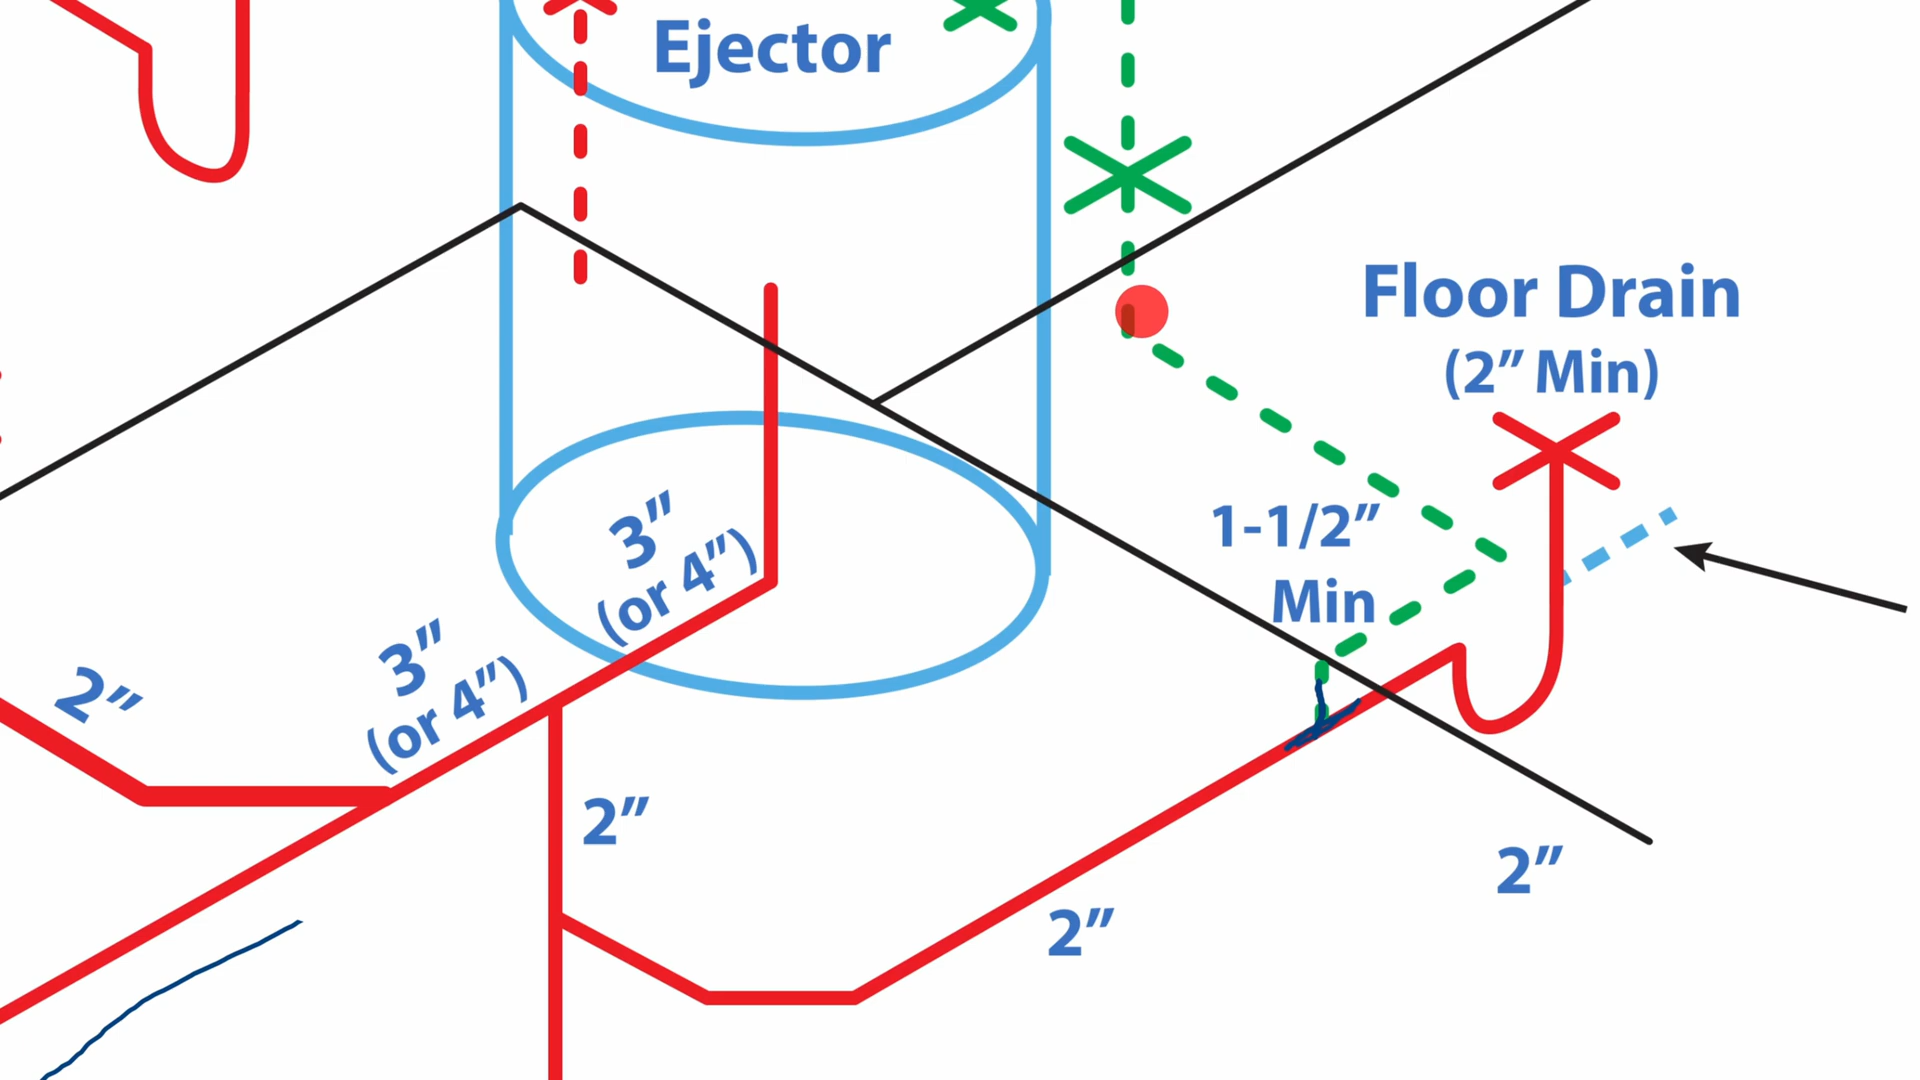 Ejector
Floor Drain
(2” Min)
1-1/2”
Min
3”
(or 4”)
3”
(or 4”)
2”
2”
2”
2”